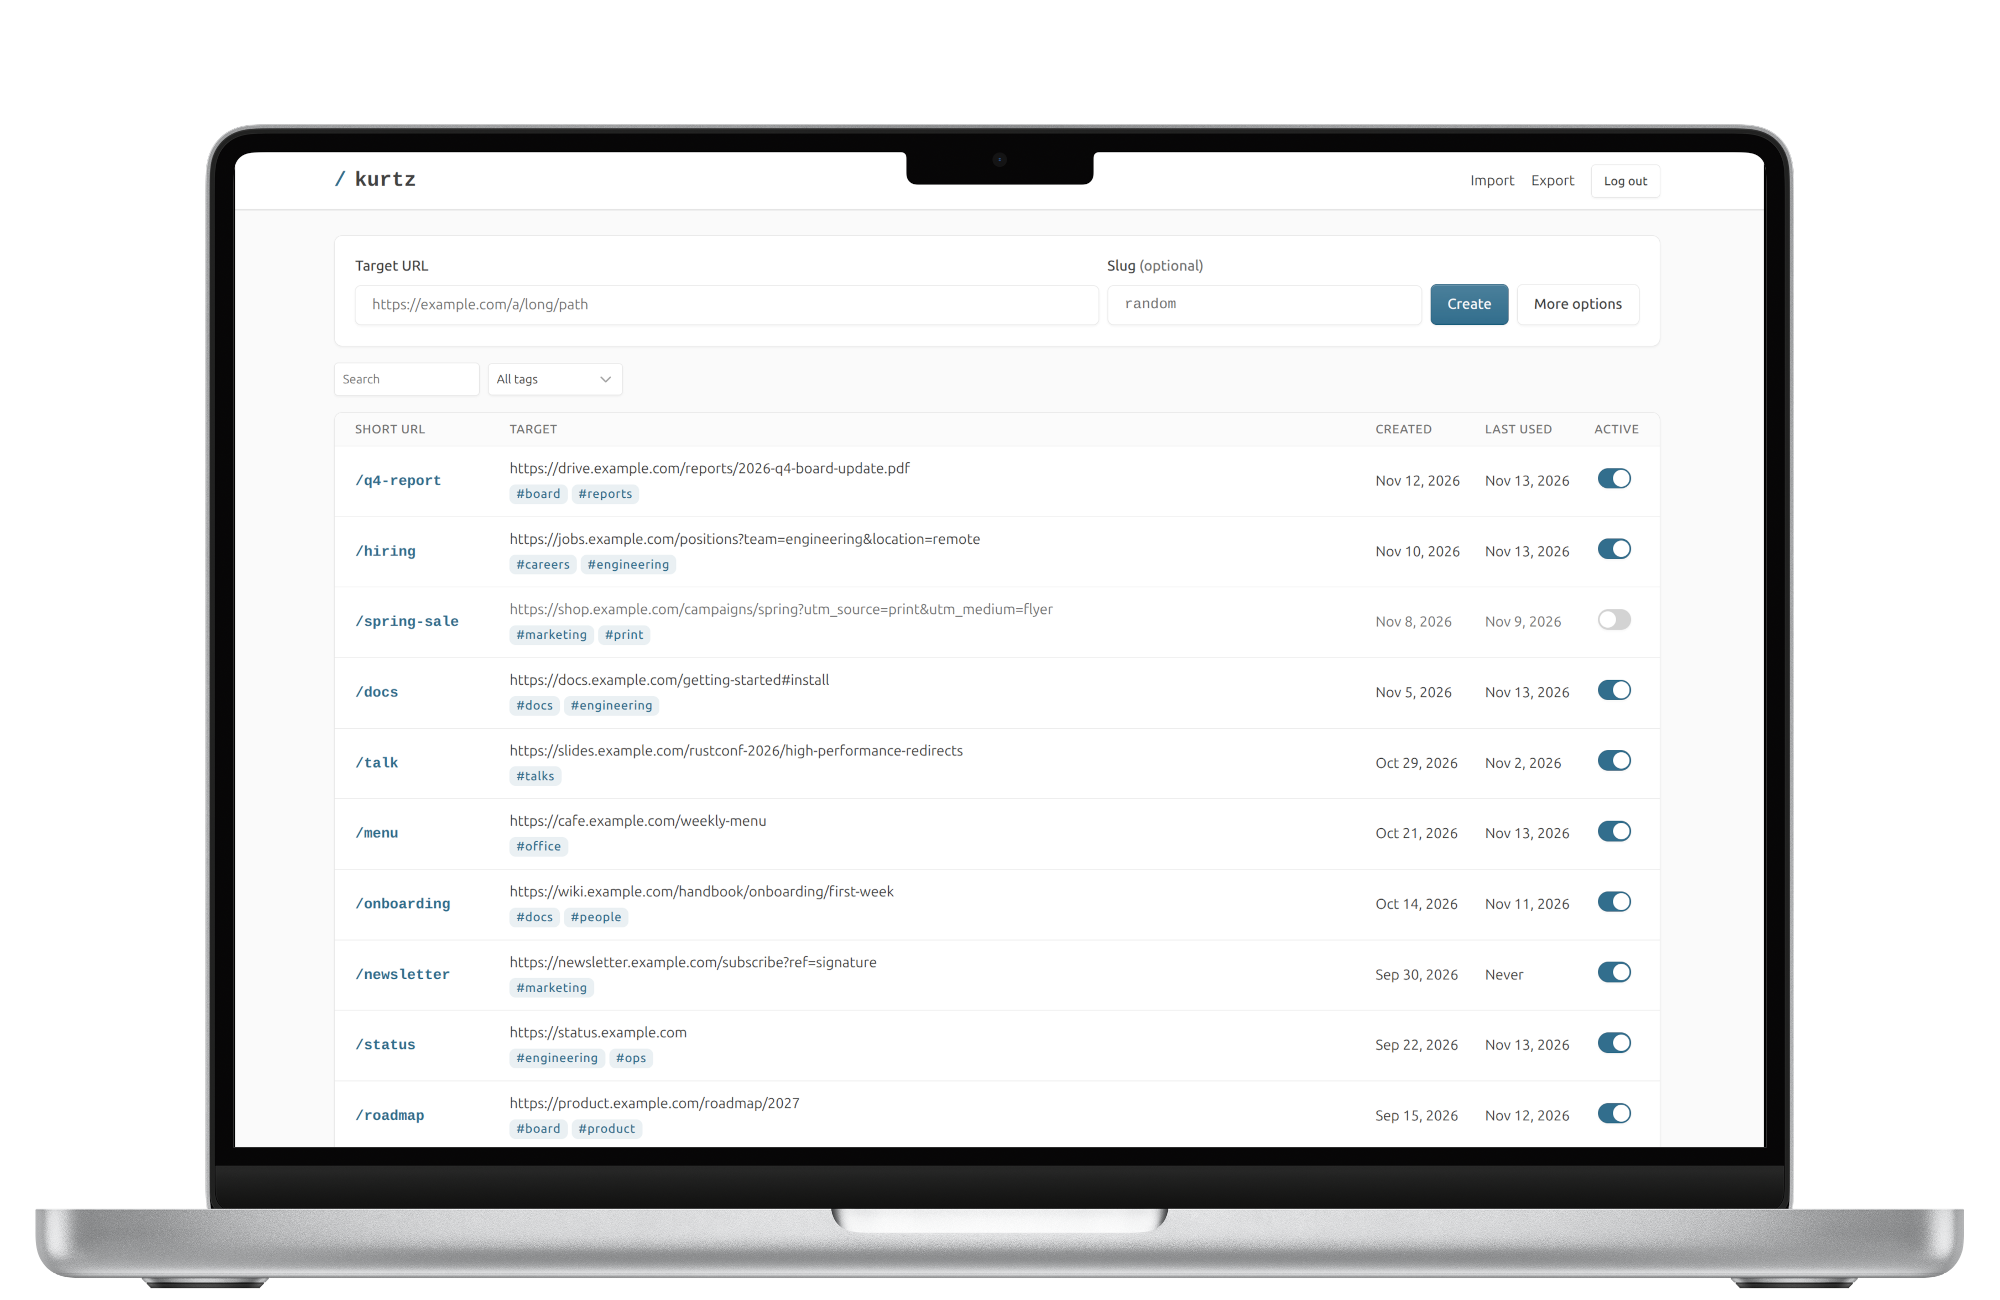 / kurtz
Import Export Log out
Target URL Slug (optional)
https://example.com/a/long/path random Create More options
Search All tags
SHORT URL TARGET CREATED LAST USED ACTIVE
https://drive.example.com/reports/2026-q4-board-update.pdf
/q4-report Nov 12, 2026 Nov 13, 2026
#board #reports
https://jobs.example.com/positions?team=engineering&location=remote
/hiring Nov 10, 2026 Nov 13, 2026
#careers #engineering
https://shop.example.com/campaigns/spring?utm_source=print&utm_medium=flyer
/spring-sale Nov 8, 2026 Nov 9, 2026
#marketing #print
https://docs.example.com/getting-started#install
/docs Nov 5, 2026 Nov 13, 2026
#docs #engineering
https://slides.example.com/rustconf-2026/high-performance-redirects
/talk Oct 29, 2026 Nov 2, 2026
#talks
https://cafe.example.com/weekly-menu
/menu Oct 21, 2026 Nov 13, 2026
#office
https://wiki.example.com/handbook/onboarding/first-week
/onboarding Oct 14, 2026 Nov 11, 2026
#docs #people
https://newsletter.example.com/subscribe?ref=signature
/newsletter Sep 30, 2026 Never
#marketing
https://status.example.com
/status Sep 22, 2026 Nov 13, 2026
#engineering #ops
https://product.example.com/roadmap/2027
/roadmap Sep 15, 2026 Nov 12, 2026
#board #product